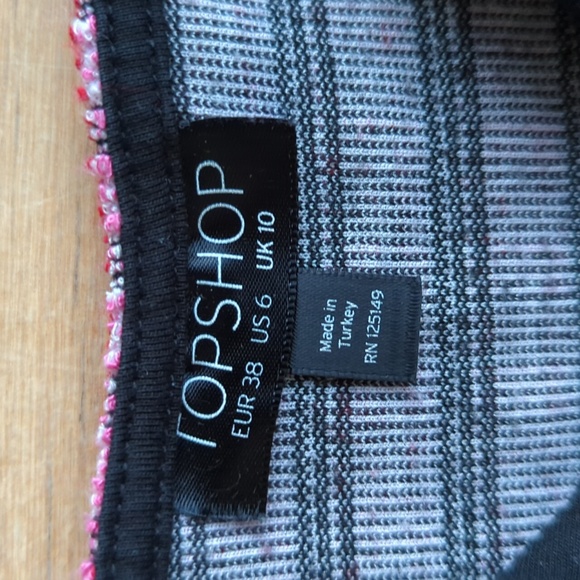 TOPSHOP
EUR 38 US 6 UK 10
Made in
Turkey
RN 125149